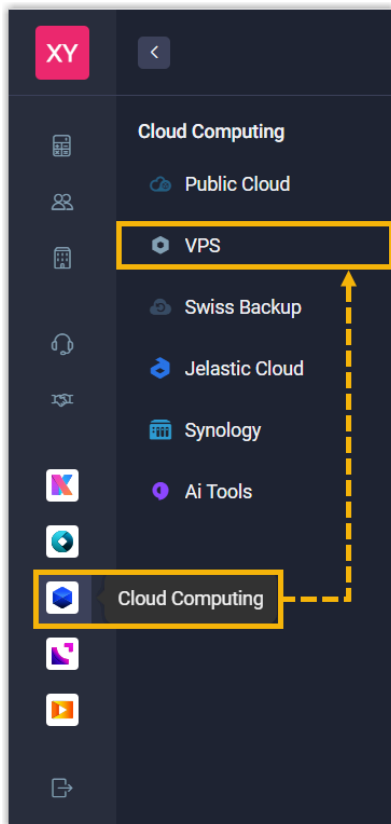 XY
Cloud Computing
Public Cloud
VPS
Swiss Backup
Jelastic Cloud
Synology
Ai Tools
Cloud Computing